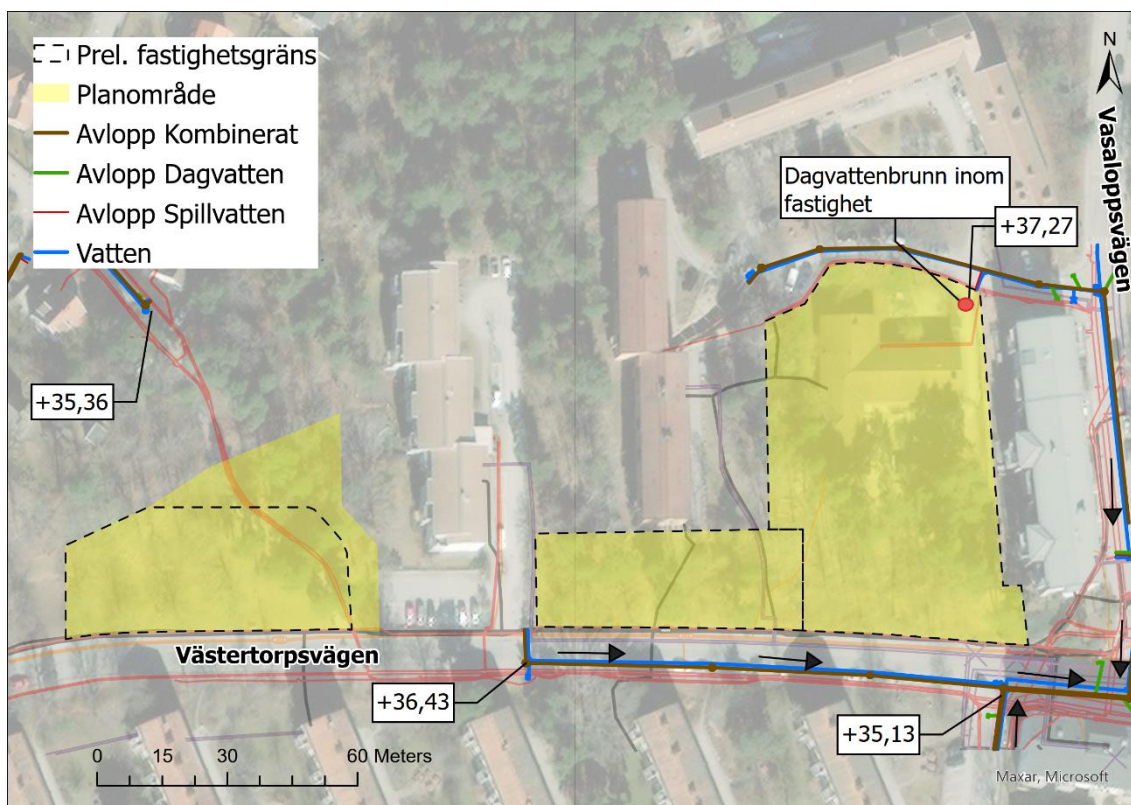 Prel. fastighetsgräns
Planområde
Avlopp Kombinerat
Avlopp Dagvatten
Avlopp Spillvatten
Vatten
N
Vasaloppsvägen
Dagvattenbrunn inom
fastighet
+37,27
+35,36
Västertorpsvägen
+36,43
+35,13
0 15 30 60 Meters
Maxar, Microsoft